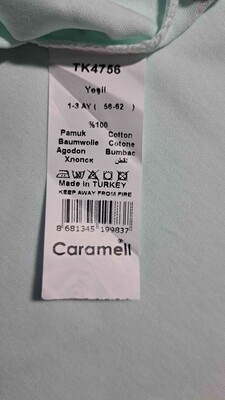 TK4756
Yeşil
1-3 AY ( 56-62 )
%100
Pamuk Cotton
Baumwolle Cotone
Agodon Bumbac
Хлопск قطن
Made in TURKEY
KEEP AWAY FROM FIRE
8 681345 199837
Caramell